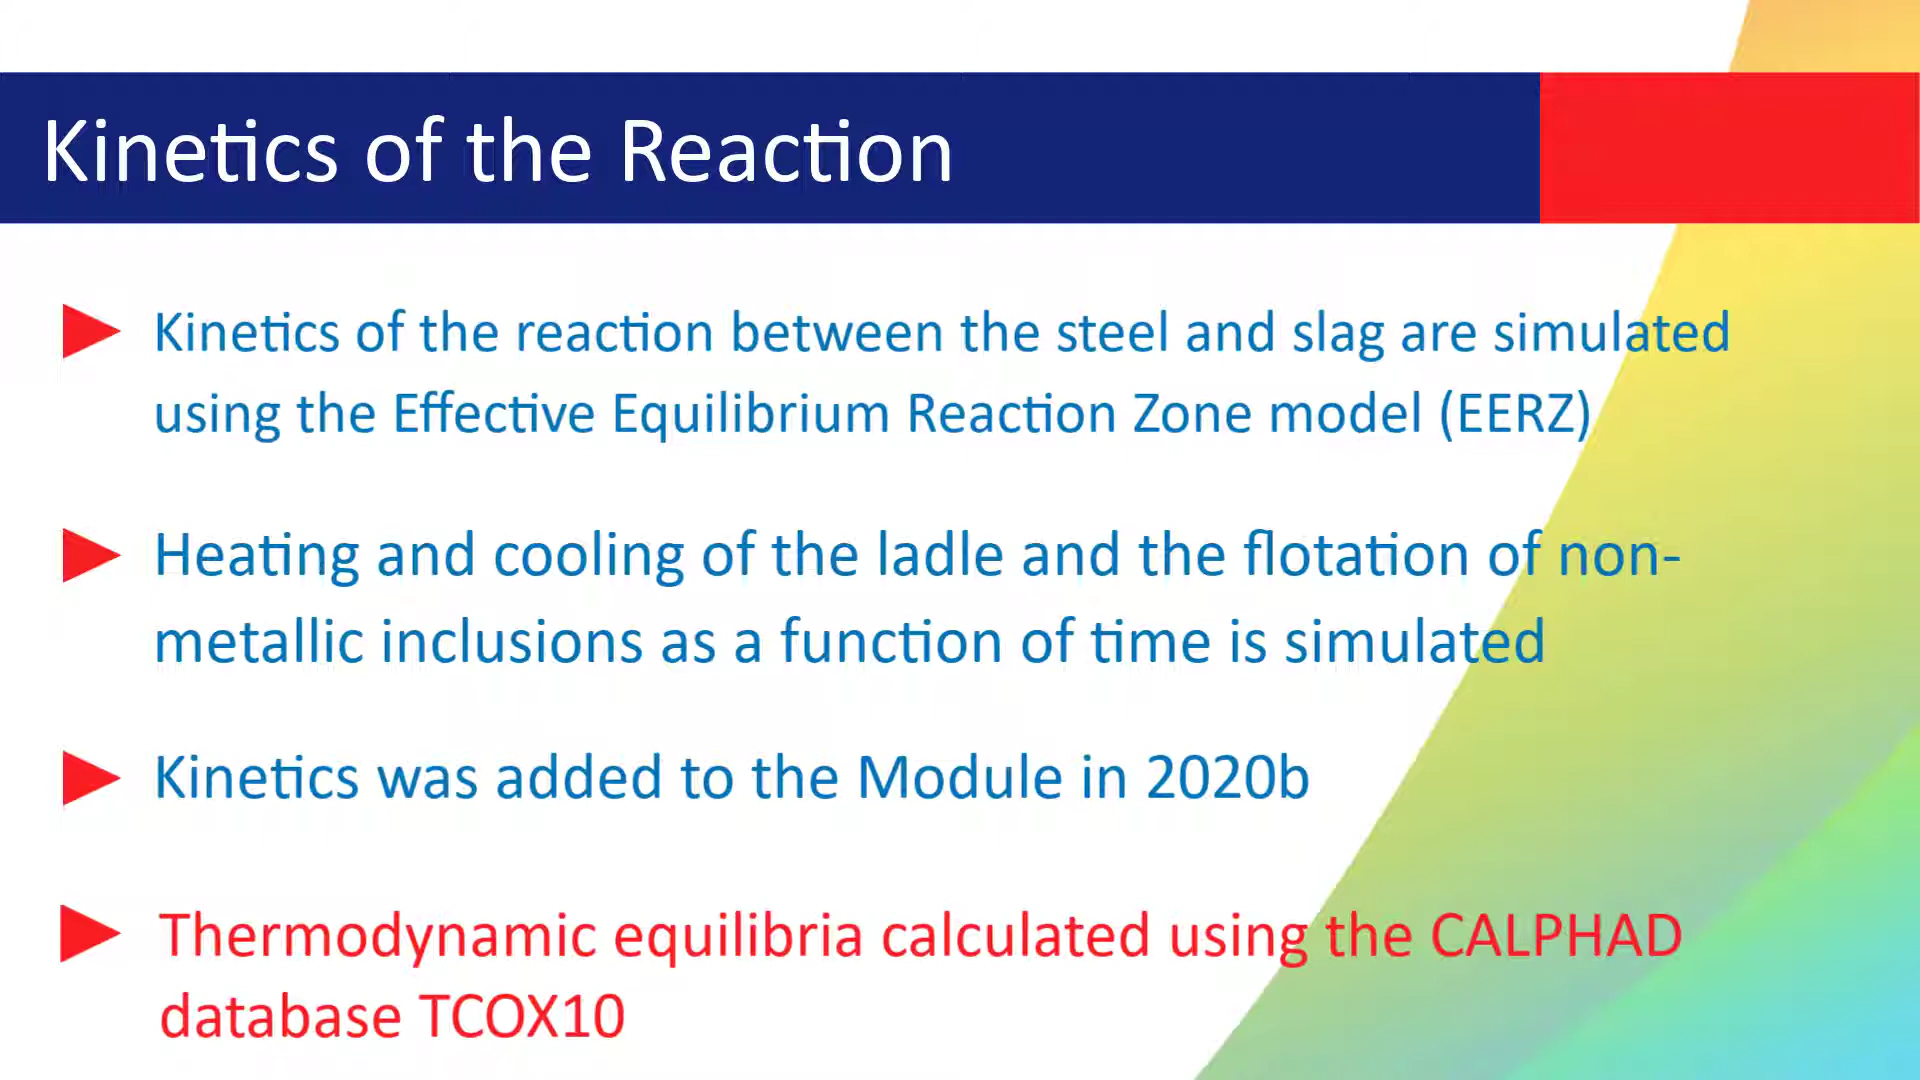 Kinetics of the Reaction
Kinetics of the reaction between the steel and slag are simulated
using the Effective Equilibrium Reaction Zone model (EERZ)
Heating and cooling of the ladle and the flotation of non-
metallic inclusions as a function of time is simulated
Kinetics was added to the Module in 2020b
Thermodynamic equilibria calculated using the CALPHAD
database TCOX10